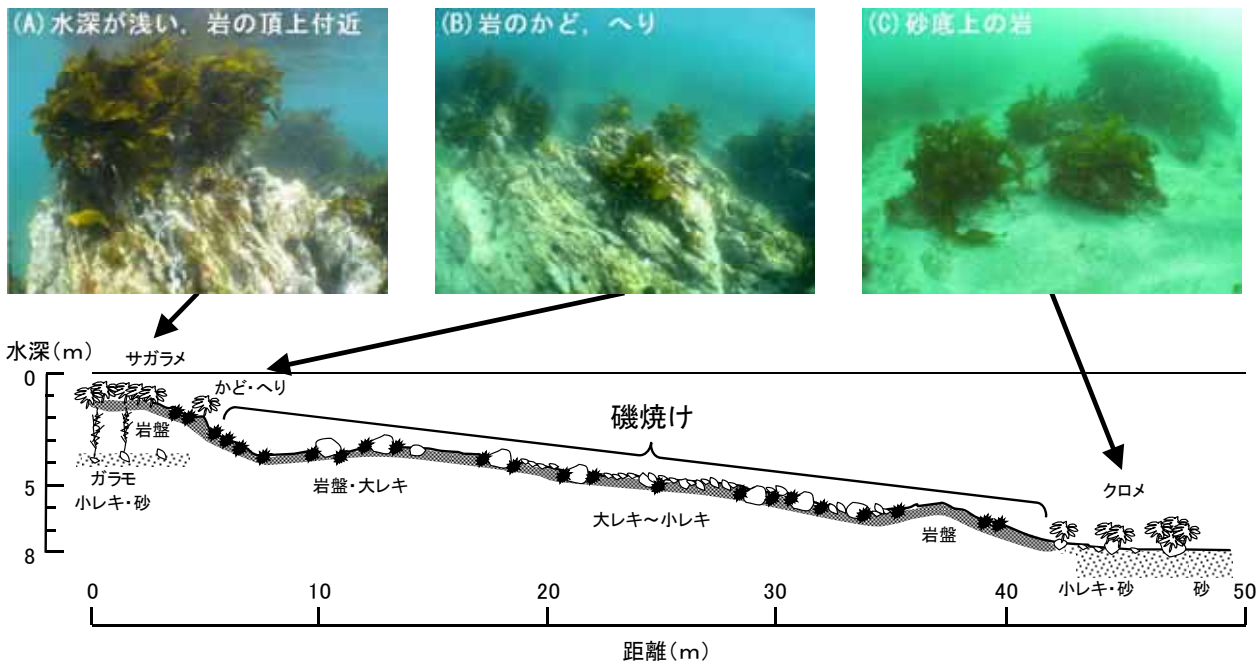 (A)水深が浅い，岩の頂上付近
(B)岩のかど，へり
(C)砂底上の岩
水深(m)
サガラメ
かど・へり
磯焼け
クロメ
0
5
8
岩盤
ガラモ
小レキ・砂
岩盤・大レキ
大レキ～小レキ
岩盤
小レキ・砂
砂
0 10 20 30 40 50
距離(m)